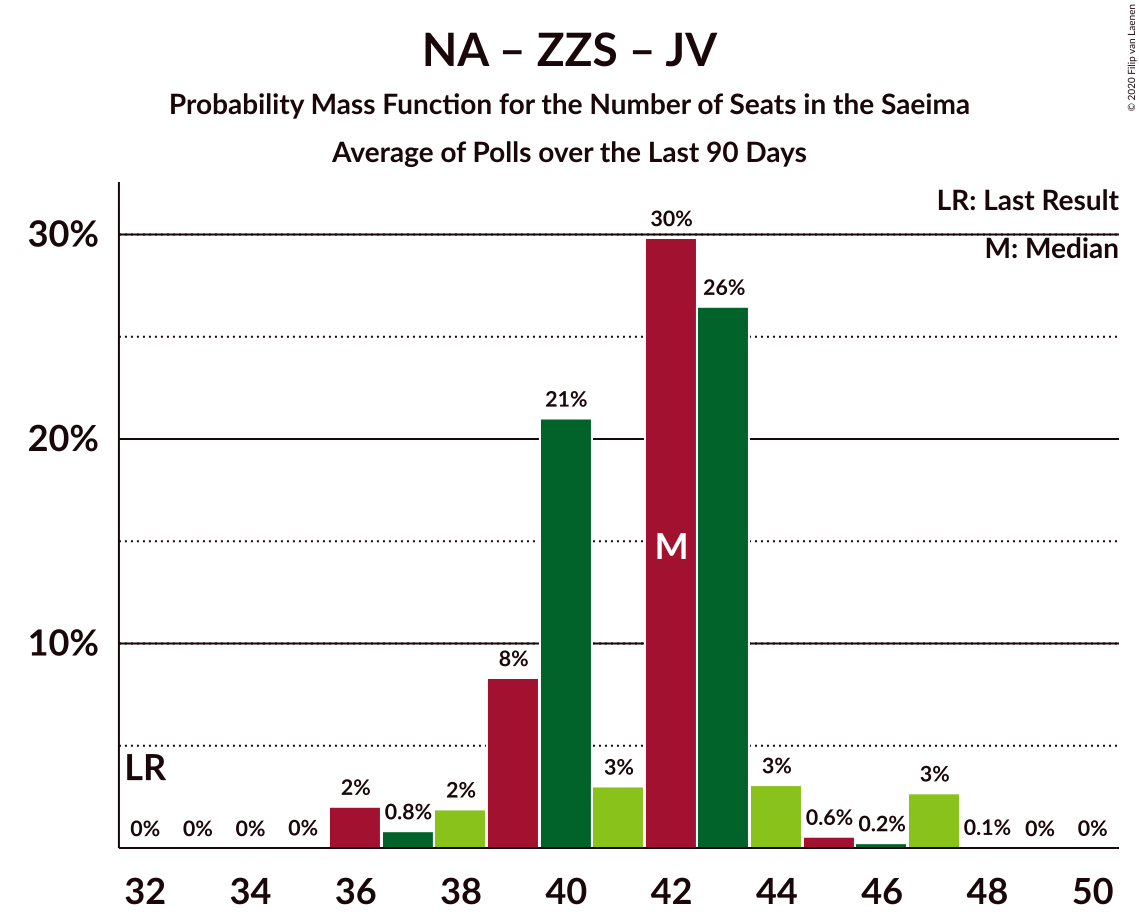 NA – ZZS – JV
Probability Mass Function for the Number of Seats in the Saeima
Average of Polls over the Last 90 Days
© 2020 Filip van Laenen
LR: Last Result
M: Median
30%
20%
10%
LR
M
0% 0% 0% 0% 2% 0.8% 2% 8% 21% 3% 30% 26% 3% 0.6% 0.2% 3% 0.1% 0% 0%
32 34 36 38 40 42 44 46 48 50